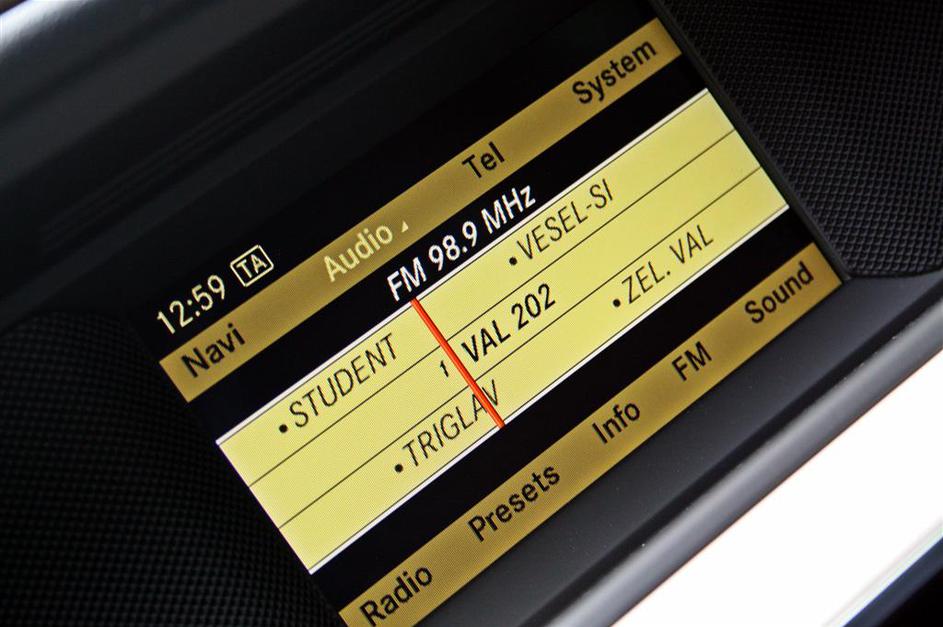 12:59 TA
Navi Audio Tel System
FM 98.9 MHz
•STUDENT •VESEL-SI
1 VAL 202
•TRIGLAV •ZEL. VAL
Radio Presets Info FM Sound